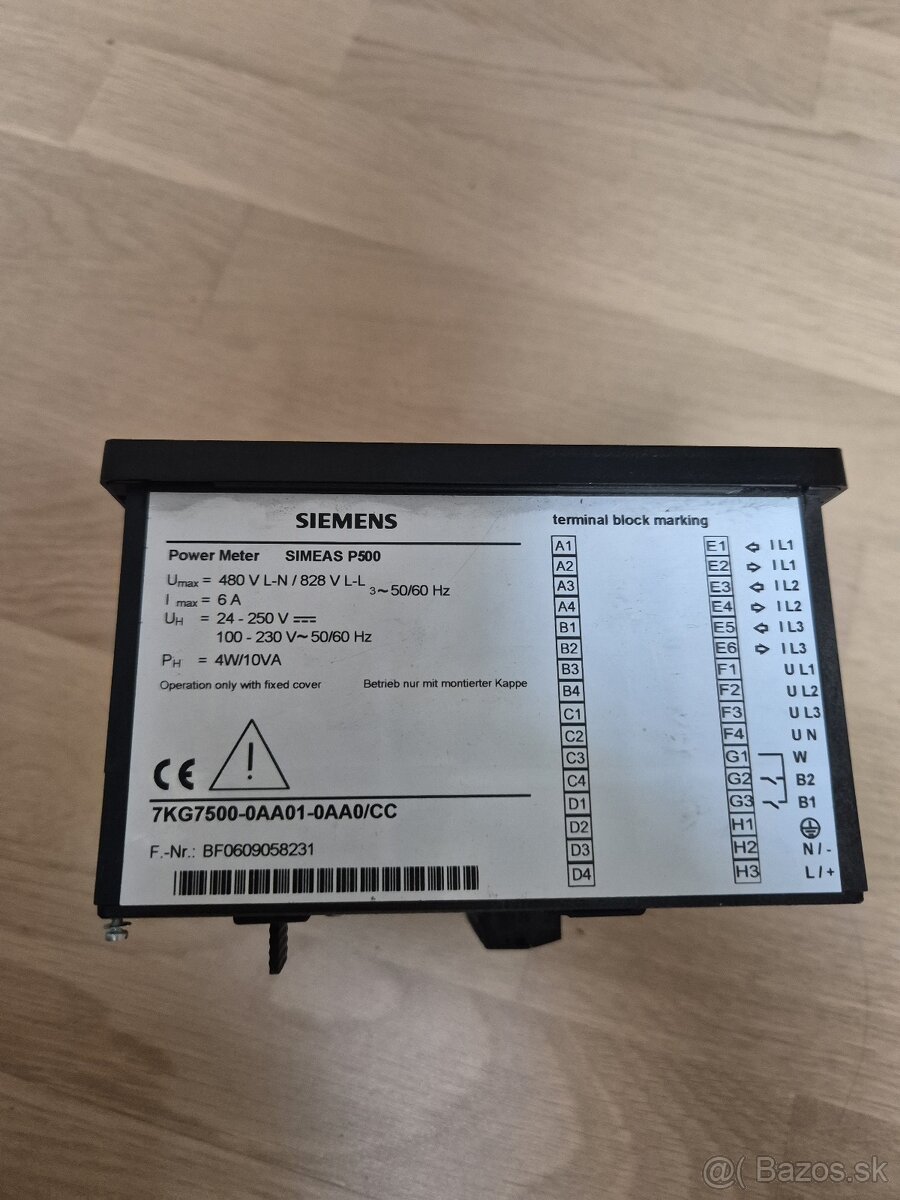 SIEMENS
Power Meter SIMEAS P500
Umax = 480 V L-N / 828 V L-L 3~50/60 Hz
I max = 6 A
UH = 24 - 250 V
100 - 230 V~ 50/60 Hz
PH = 4W/10VA
Operation only with fixed cover Betrieb nur mit montierter Kappe
CE
7KG7500-0AA01-0AA0/CC
F.-Nr.: BF0609058231
terminal block marking
A1 E1 I L1
A2 E2 I L1
A3 E3 I L2
A4 E4 I L2
B1 E5 I L3
B2 E6 I L3
B3 F1 U L1
B4 F2 U L2
C1 F3 U L3
C2 F4 U N
C3 G1 W
C4 G2 B2
D1 G3 B1
D2 H1
D3 H2 N / -
D4 H3 L / +
@( Bazos.sk